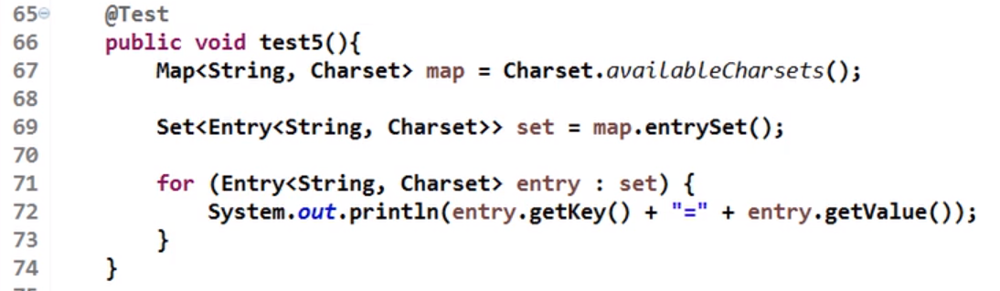 65 @Test
66 public void test5(){
67 Map<String, Charset> map = Charset.availableCharsets();
68
69 Set<Entry<String, Charset>> set = map.entrySet();
70
71 for (Entry<String, Charset> entry : set) {
72 System.out.println(entry.getKey() + "=" + entry.getValue());
73 }
74 }